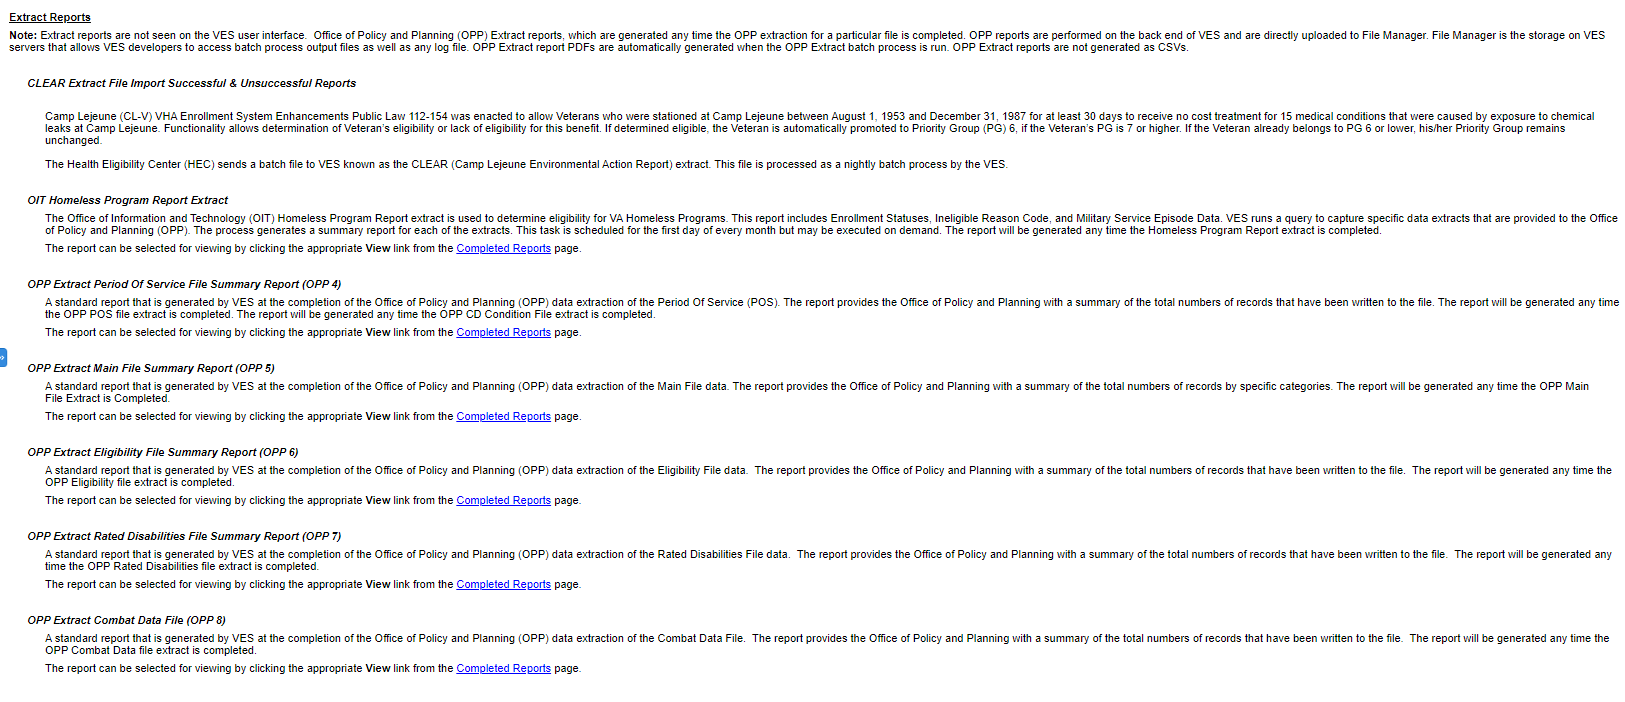 Extract Reports
Note: Extract reports are not seen on the VES user interface.  Office of Policy and Planning (OPP) Extract reports, which are generated any time the OPP extraction for a particular file is completed. OPP reports are performed on the back end of VES and are directly uploaded to File Manager. File Manager is the storage on VES
servers that allows VES developers to access batch process output files as well as any log file. OPP Extract report PDFs are automatically generated when the OPP Extract batch process is run. OPP Extract reports are not generated as CSVs.
CLEAR Extract File Import Successful & Unsuccessful Reports
Camp Lejeune (CL-V) VHA Enrollment System Enhancements Public Law 112-154 was enacted to allow Veterans who were stationed at Camp Lejeune between August 1, 1953 and December 31, 1987 for at least 30 days to receive no cost treatment for 15 medical conditions that were caused by exposure to chemical
leaks at Camp Lejeune. Functionality allows determination of Veteran's eligibility or lack of eligibility for this benefit. If determined eligible, the Veteran is automatically promoted to Priority Group (PG) 6, if the Veteran's PG is 7 or higher. If the Veteran already belongs to PG 6 or lower, his/her Priority Group remains
unchanged.
The Health Eligibility Center (HEC) sends a batch file to VES known as the CLEAR (Camp Lejeune Environmental Action Report) extract. This file is processed as a nightly batch process by the VES.
OIT Homeless Program Report Extract
The Office of Information and Technology (OIT) Homeless Program Report extract is used to determine eligibility for VA Homeless Programs. This report includes Enrollment Statuses, Ineligible Reason Code, and Military Service Episode Data. VES runs a query to capture specific data extracts that are provided to the Office
of Policy and Planning (OPP). The process generates a summary report for each of the extracts. This task is scheduled for the first day of every month but may be executed on demand. The report will be generated any time the Homeless Program Report extract is completed.
The report can be selected for viewing by clicking the appropriate View link from the Completed Reports page.
OPP Extract Period Of Service File Summary Report (OPP 4)
A standard report that is generated by VES at the completion of the Office of Policy and Planning (OPP) data extraction of the Period Of Service (POS). The report provides the Office of Policy and Planning with a summary of the total numbers of records that have been written to the file. The report will be generated any time
the OPP POS file extract is completed. The report will be generated any time the OPP CD Condition File extract is completed.
The report can be selected for viewing by clicking the appropriate View link from the Completed Reports page.
OPP Extract Main File Summary Report (OPP 5)
A standard report that is generated by VES at the completion of the Office of Policy and Planning (OPP) data extraction of the Main File data. The report provides the Office of Policy and Planning with a summary of the total numbers of records by specific categories. The report will be generated any time the OPP Main
File Extract is Completed.
The report can be selected for viewing by clicking the appropriate View link from the Completed Reports page.
OPP Extract Eligibility File Summary Report (OPP 6)
A standard report that is generated by VES at the completion of the Office of Policy and Planning (OPP) data extraction of the Eligibility File data.  The report provides the Office of Policy and Planning with a summary of the total numbers of records that have been written to the file.  The report will be generated any time the
OPP Eligibility file extract is completed.
The report can be selected for viewing by clicking the appropriate View link from the Completed Reports page.
OPP Extract Rated Disabilities File Summary Report (OPP 7)
A standard report that is generated by VES at the completion of the Office of Policy and Planning (OPP) data extraction of the Rated Disabilities File data.  The report provides the Office of Policy and Planning with a summary of the total numbers of records that have been written to the file.  The report will be generated any
time the OPP Rated Disabilities file extract is completed.
The report can be selected for viewing by clicking the appropriate View link from the Completed Reports page.
OPP Extract Combat Data File (OPP 8)
A standard report that is generated by VES at the completion of the Office of Policy and Planning (OPP) data extraction of the Combat Data File.  The report provides the Office of Policy and Planning with a summary of the total numbers of records that have been written to the file.  The report will be generated any time the
OPP Combat Data file extract is completed.
The report can be selected for viewing by clicking the appropriate View link from the Completed Reports page.